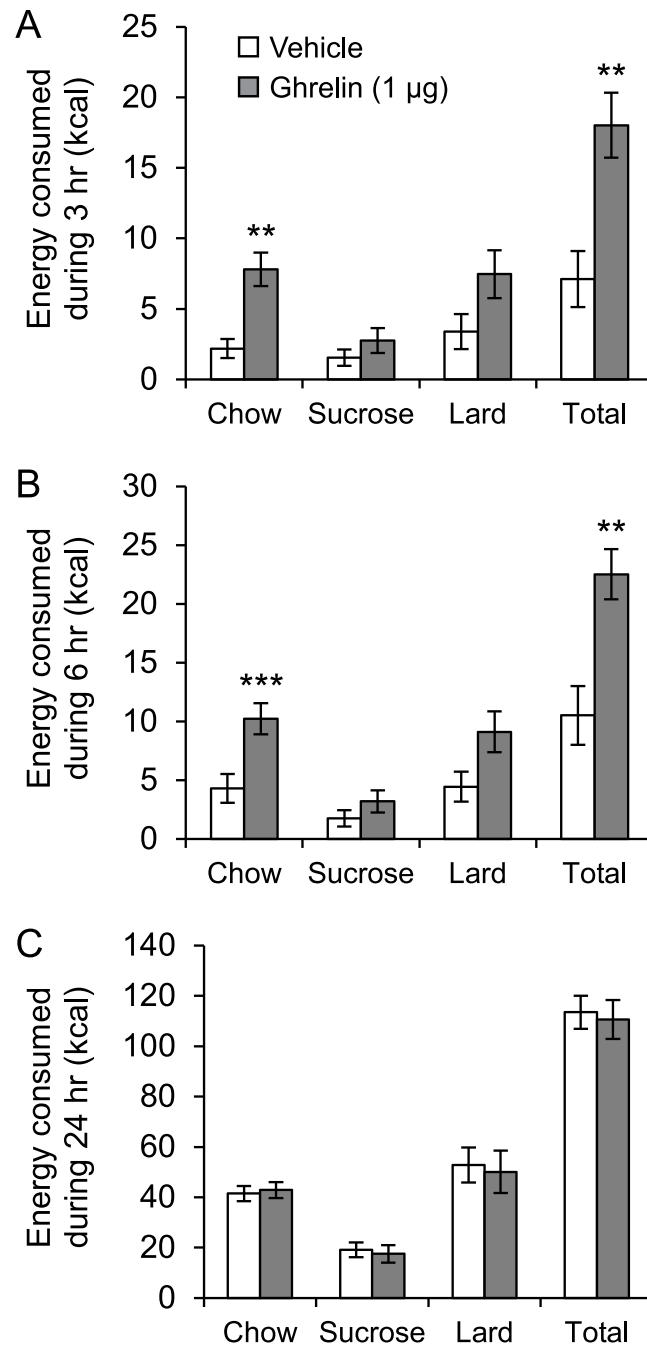 A
Energy consumed
during 3 hr (kcal)
25
20
15
10
5
0
Vehicle
Ghrelin (1 µg)
**
**
Chow Sucrose Lard Total
B
Energy consumed
during 6 hr (kcal)
30
25
20
15
10
5
0
***
**
Chow Sucrose Lard Total
C
Energy consumed
during 24 hr (kcal)
140
120
100
80
60
40
20
0
Chow Sucrose Lard Total